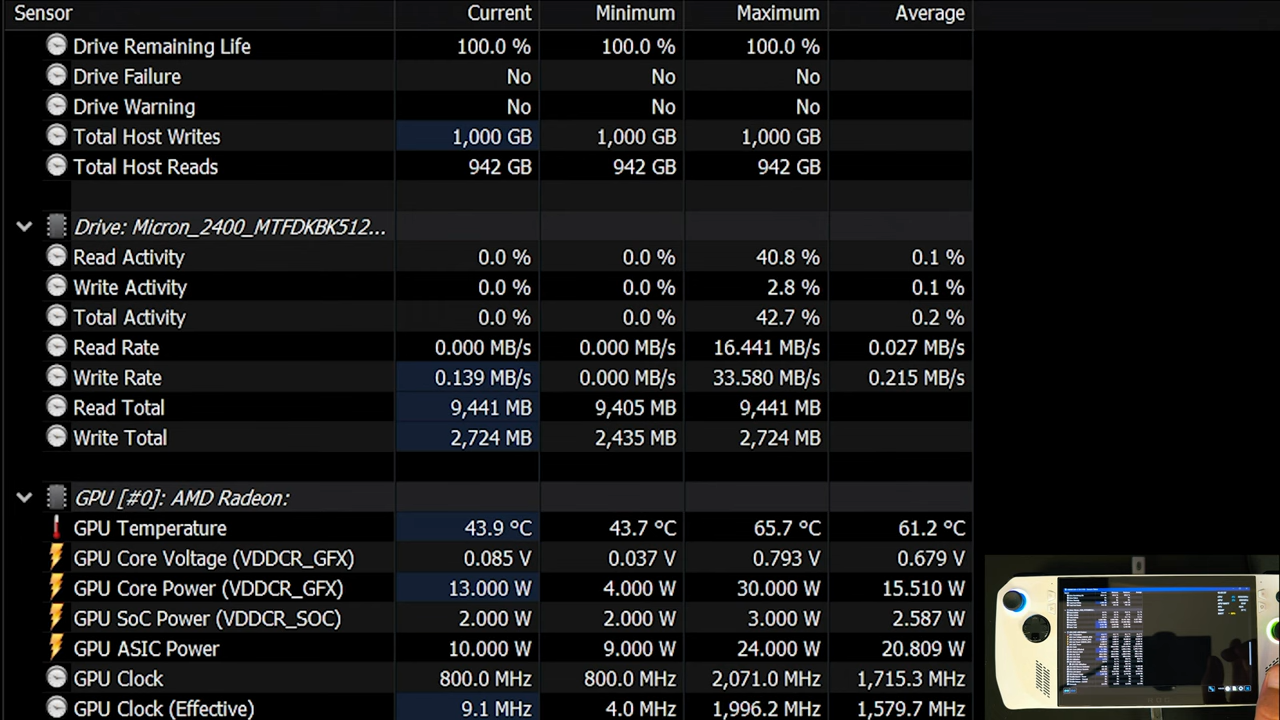 Sensor Current Minimum Maximum Average
Drive Remaining Life 100.0 % 100.0 % 100.0 %
Drive Failure No No No
Drive Warning No No No
Total Host Writes 1,000 GB 1,000 GB 1,000 GB
Total Host Reads 942 GB 942 GB 942 GB
Drive: Micron_2400_MTFDKBK512...
Read Activity 0.0 % 0.0 % 40.8 % 0.1 %
Write Activity 0.0 % 0.0 % 2.8 % 0.1 %
Total Activity 0.0 % 0.0 % 42.7 % 0.2 %
Read Rate 0.000 MB/s 0.000 MB/s 16.441 MB/s 0.027 MB/s
Write Rate 0.139 MB/s 0.000 MB/s 33.580 MB/s 0.215 MB/s
Read Total 9,441 MB 9,405 MB 9,441 MB
Write Total 2,724 MB 2,435 MB 2,724 MB
GPU [#0]: AMD Radeon:
GPU Temperature 43.9 °C 43.7 °C 65.7 °C 61.2 °C
GPU Core Voltage (VDDCR_GFX) 0.085 V 0.037 V 0.793 V 0.679 V
GPU Core Power (VDDCR_GFX) 13.000 W 4.000 W 30.000 W 15.510 W
GPU SoC Power (VDDCR_SOC) 2.000 W 2.000 W 3.000 W 2.587 W
GPU ASIC Power 10.000 W 9.000 W 24.000 W 20.809 W
GPU Clock 800.0 MHz 800.0 MHz 2,071.0 MHz 1,715.3 MHz
GPU Clock (Effective) 9.1 MHz 4.0 MHz 1,996.2 MHz 1,579.7 MHz